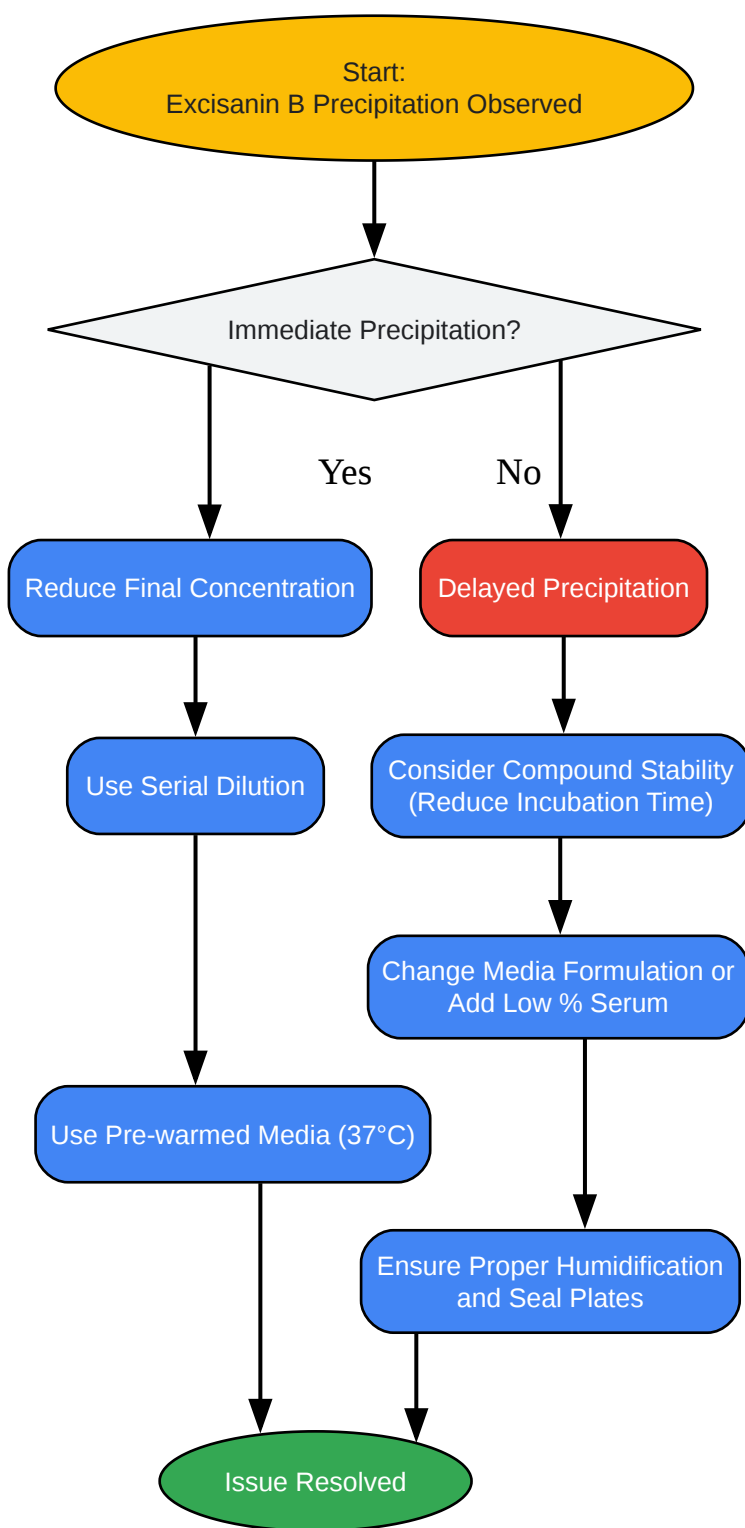 Start:
Excisanin B Precipitation Observed
Immediate Precipitation?
Yes
No
Reduce Final Concentration
Delayed Precipitation
Use Serial Dilution
Consider Compound Stability
(Reduce Incubation Time)
Change Media Formulation or
Add Low % Serum
Use Pre-warmed Media (37°C)
Ensure Proper Humidification
and Seal Plates
Issue Resolved